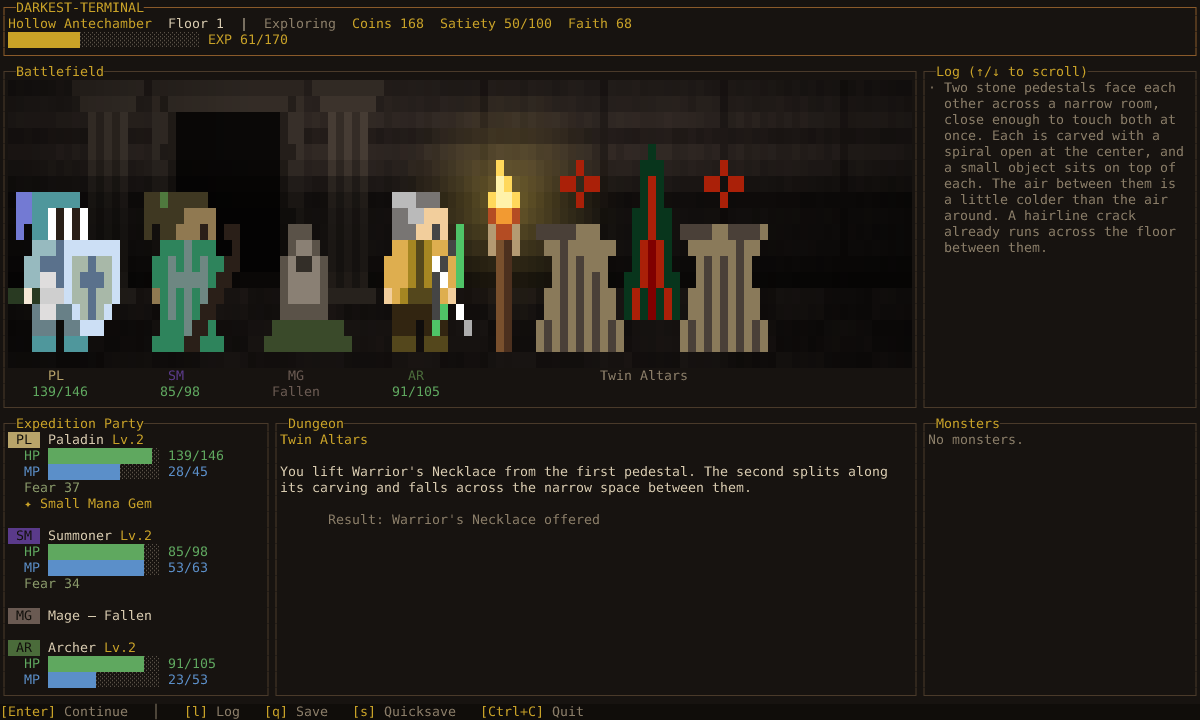 DARKEST-TERMINAL
Hollow Antechamber  Floor 1  |  Exploring  Coins 168  Satiety 50/100  Faith 68
EXP 61/170
Battlefield
PL
139/146
SM
85/98
MG
Fallen
AR
91/105
Twin Altars
Log (↑/↓ to scroll)
· Two stone pedestals face each
other across a narrow room,
close enough to touch both at
once. Each is carved with a
spiral open at the center, and
a small object sits on top of
each. The air between them is
a little colder than the air
around. A hairline crack
already runs across the floor
between them.
Expedition Party
PL  Paladin Lv.2
HP  139/146
MP  28/45
Fear 37
✦ Small Mana Gem
SM  Summoner Lv.2
HP  85/98
MP  53/63
Fear 34
MG  Mage — Fallen
AR  Archer Lv.2
HP  91/105
MP  23/53
Dungeon
Twin Altars
You lift Warrior's Necklace from the first pedestal. The second splits along
its carving and falls across the narrow space between them.
Result: Warrior's Necklace offered
Monsters
No monsters.
[Enter] Continue  |  [l] Log  [q] Save  [s] Quicksave  [Ctrl+C] Quit